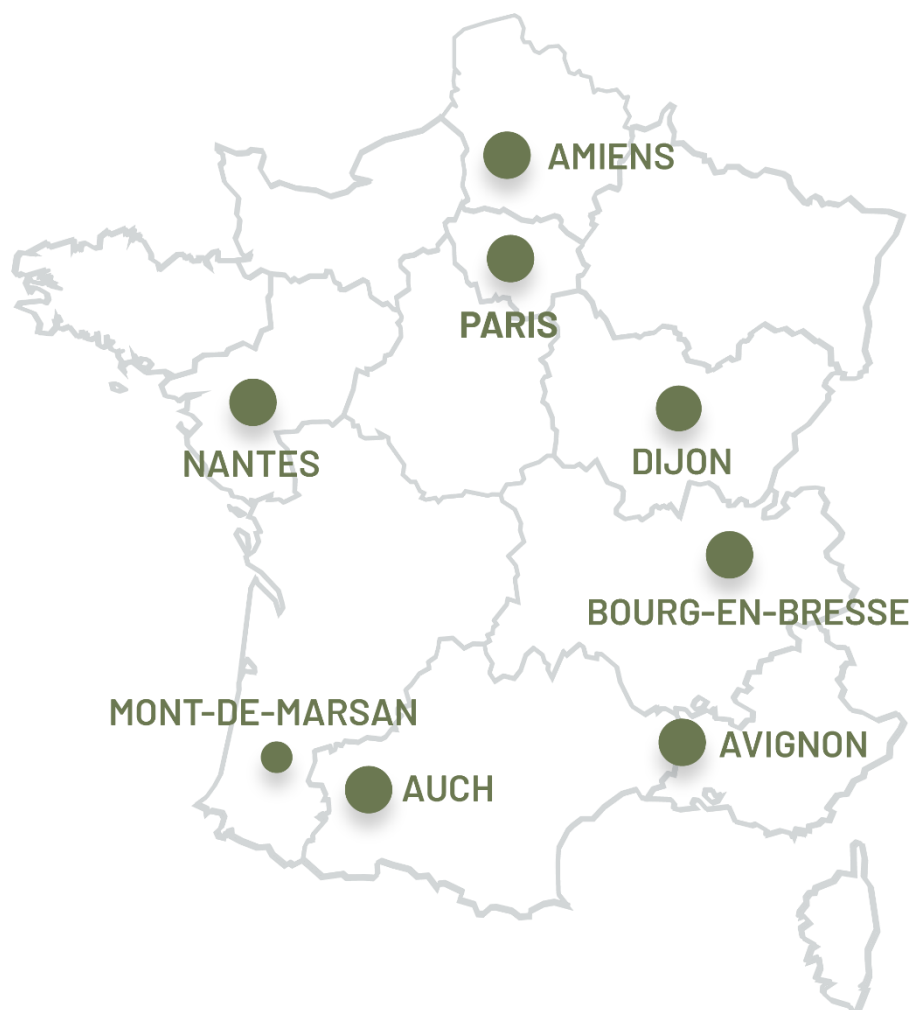 AMIENS
PARIS
NANTES
DIJON
BOURG-EN-BRESSE
MONT-DE-MARSAN
AVIGNON
AUCH